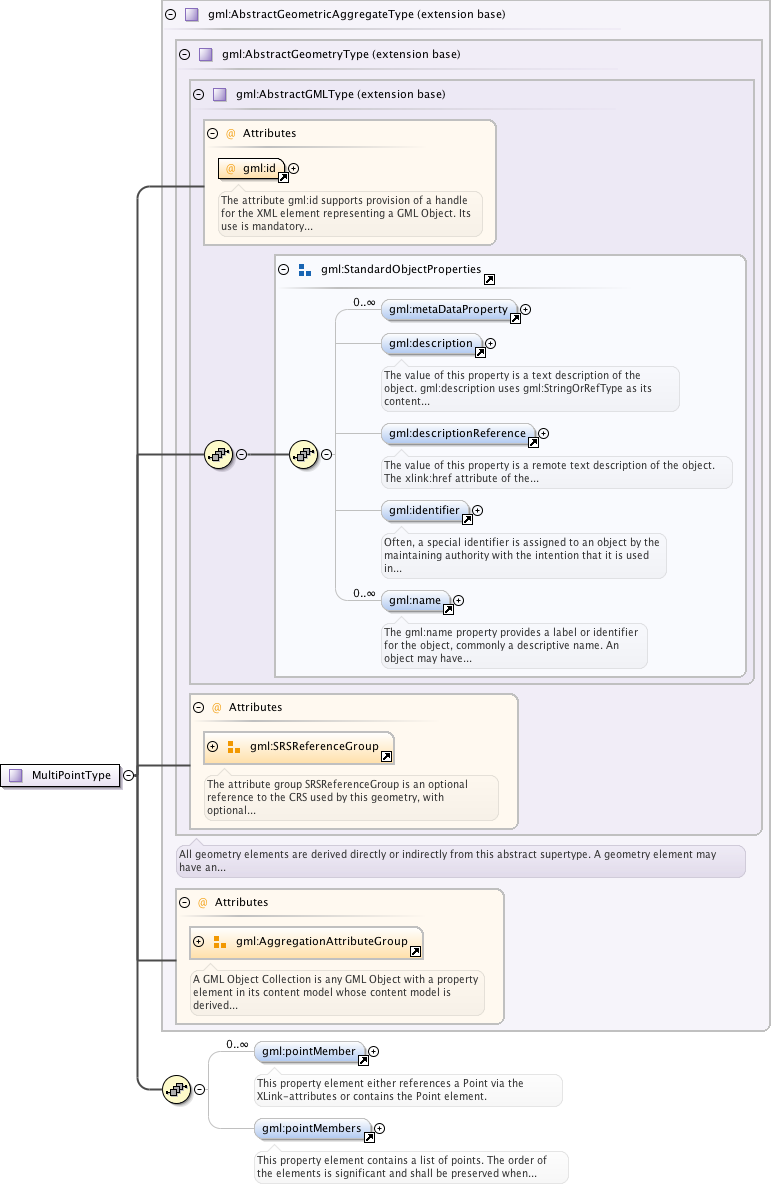 gml:AbstractGeometricAggregateType (extension base)
gml:AbstractGeometryType (extension base)
gml:AbstractGMLType (extension base)
@ Attributes
@ gml:id
The attribute gml:id supports provision of a handle
for the XML element representing a GML Object. Its
use is mandatory...
gml:StandardObjectProperties
0..∞
gml:metaDataProperty
gml:description
The value of this property is a text description of the
object. gml:description uses gml:StringOrRefType as its
content...
gml:descriptionReference
The value of this property is a remote text description of the object.
The xlink:href attribute of the...
gml:identifier
Often, a special identifier is assigned to an object by the
maintaining authority with the intention that it is used
in...
0..∞
gml:name
The gml:name property provides a label or identifier
for the object, commonly a descriptive name. An
object may have...
@ Attributes
gml:SRSReferenceGroup
MultiPointType
The attribute group SRSReferenceGroup is an optional
reference to the CRS used by this geometry, with
optional...
All geometry elements are derived directly or indirectly from this abstract supertype. A geometry element may
have an...
@ Attributes
gml:AggregationAttributeGroup
A GML Object Collection is any GML Object with a property
element in its content model whose content model is
derived...
0..∞
gml:pointMember
This property element either references a Point via the
XLink-attributes or contains the Point element.
gml:pointMembers
This property element contains a list of points. The order of
the elements is significant and shall be preserved when...